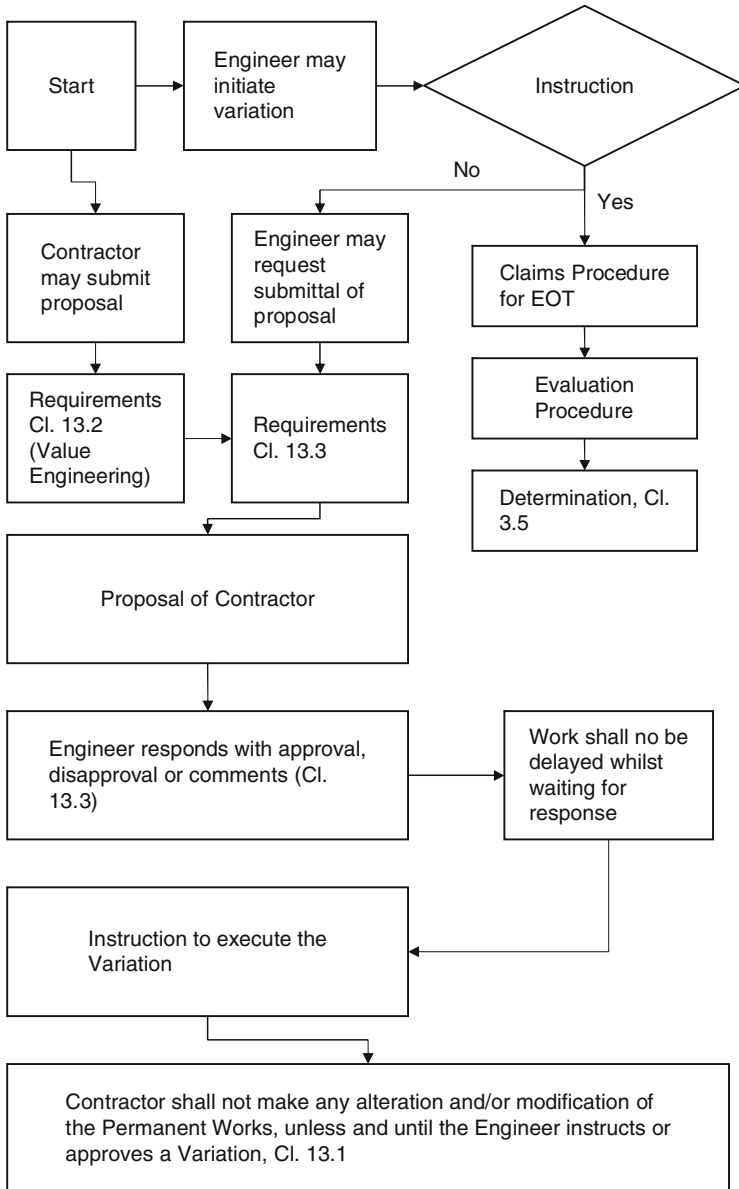 Start
Engineer may
initiate
variation
Instruction
No
Yes
Contractor
may submit
proposal
Engineer may
request
submittal of
proposal
Claims Procedure
for EOT
Requirements
Cl. 13.2
(Value
Engineering)
Requirements
Cl. 13.3
Evaluation
Procedure
Determination, Cl.
3.5
Proposal of Contractor
Engineer responds with approval,
disapproval or comments (Cl.
13.3)
Work shall no be
delayed whilst
waiting for
response
Instruction to execute the
Variation
Contractor shall not make any alteration and/or modification of
the Permanent Works, unless and until the Engineer instructs or
approves a Variation, Cl. 13.1